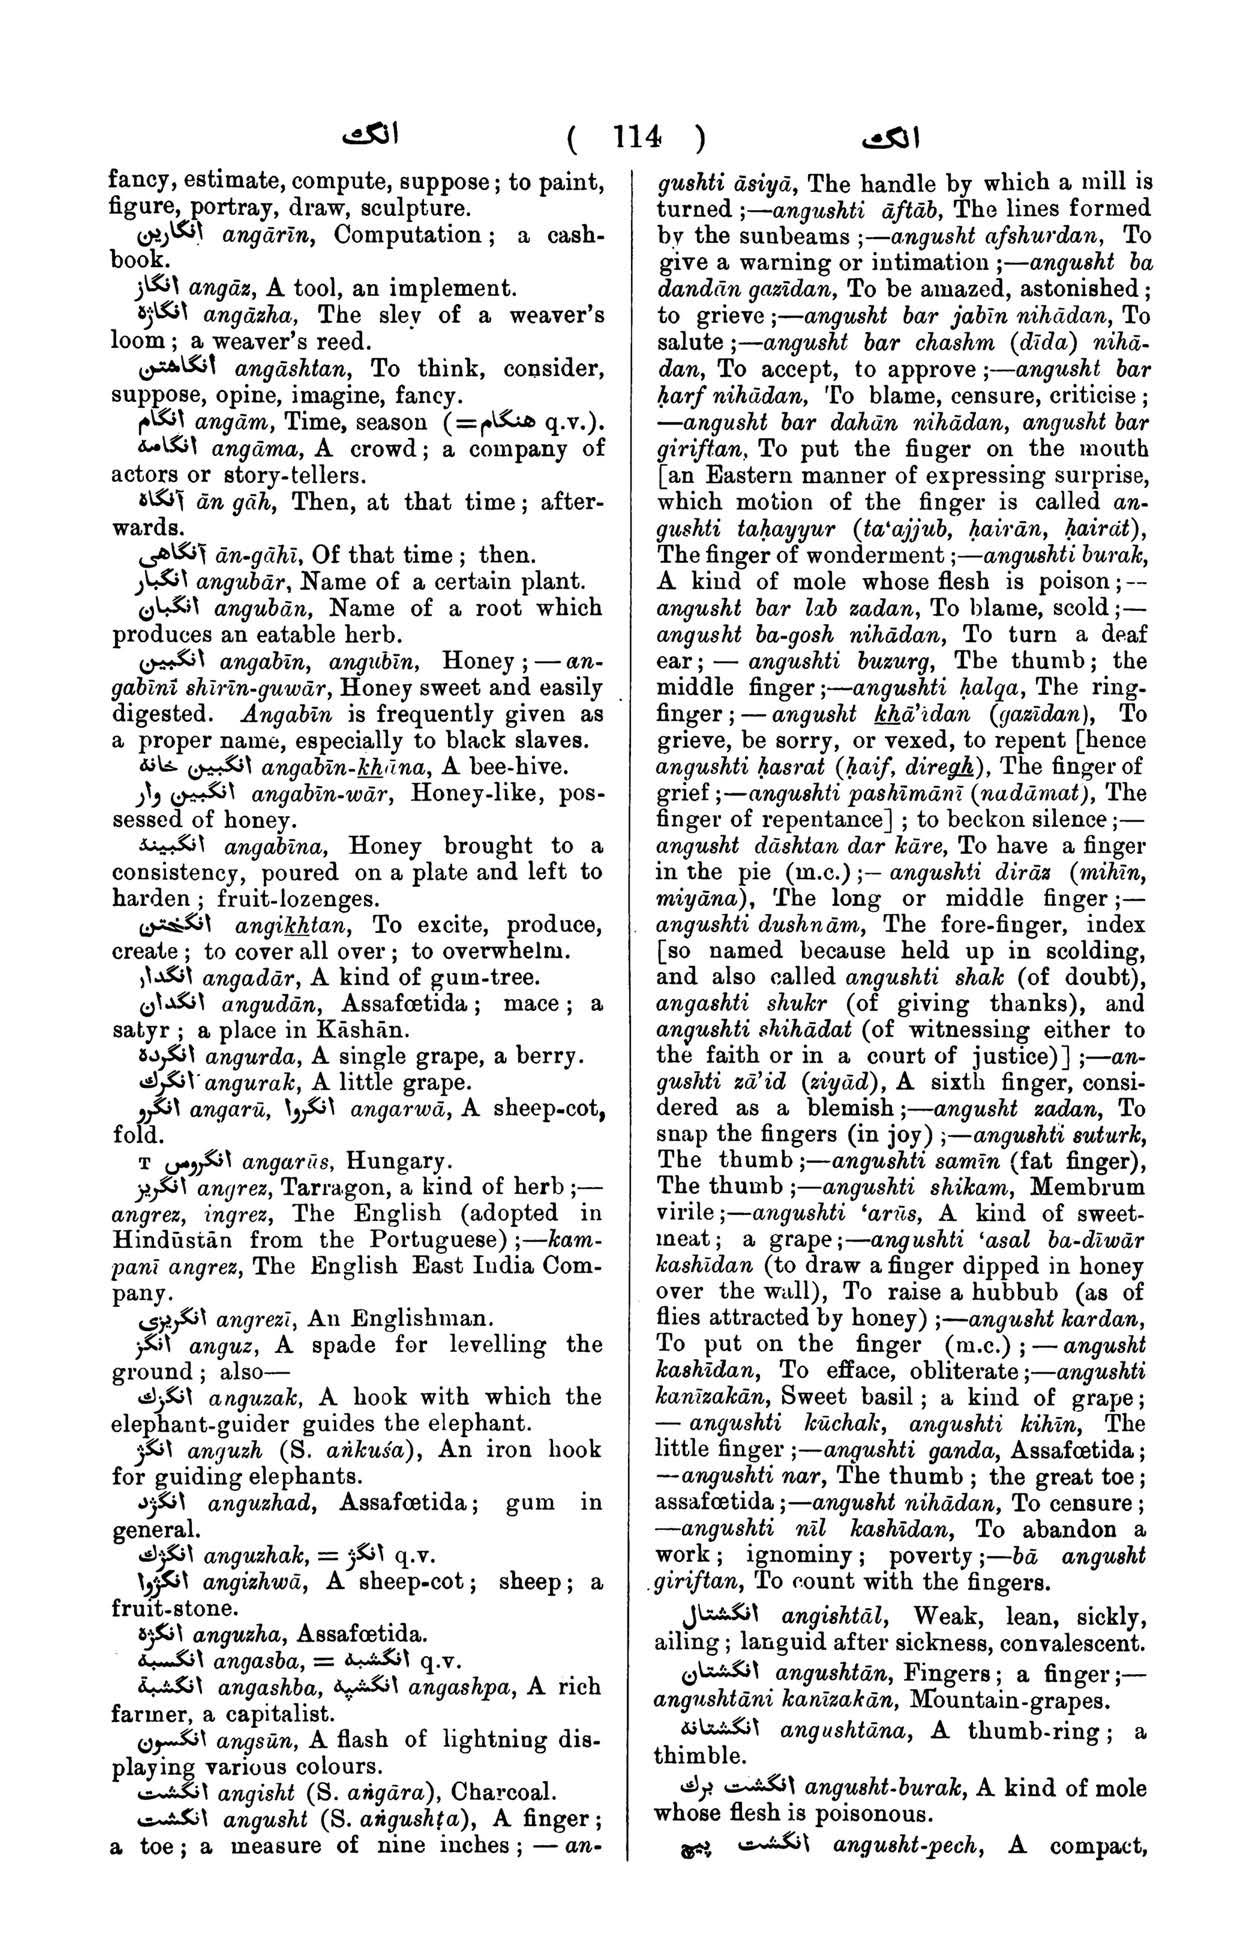 انگ ( 114 ) انگ
fancy, estimate, compute, suppose; to paint,
figure, portray, draw, sculpture.
انگارین angārīn, Computation; a cash-
book.
انگاز angāz, A tool, an implement.
انگاژه angāzha, The sley of a weaver's
loom; a weaver's reed.
انگاشتن angāshtan, To think, consider,
suppose, opine, imagine, fancy.
انگام angām, Time, season (=هنگام q.v.).
انگامه angāma, A crowd; a company of
actors or story-tellers.
آنگاه ān gāh, Then, at that time; after-
wards.
آنگاهی ān-gāhī, Of that time; then.
انگبار angubār, Name of a certain plant.
انگبان angubān, Name of a root which
produces an eatable herb.
انگبین angabīn, angubīn, Honey;—an-
gabīnī shīrīn-guwār, Honey sweet and easily
digested. Angabīn is frequently given as
a proper name, especially to black slaves.
انگبین خانه angabīn-khāna, A bee-hive.
انگبین وار angabīn-wār, Honey-like, pos-
sessed of honey.
انگبینه angabīna, Honey brought to a
consistency, poured on a plate and left to
harden; fruit-lozenges.
انگختن angikhtan, To excite, produce,
create; to cover all over; to overwhelm.
انگدار angadār, A kind of gum-tree.
انگدان angudān, Assafœtida; mace; a
satyr; a place in Kāshān.
انگرده angurda, A single grape, a berry.
انگرك angurak, A little grape.
انگرو angarū, انگروا angarwā, A sheep-cot,
fold.
T انگروس angarūs, Hungary.
انگریز angrez, Tarragon, a kind of herb;—
angrez, ingrez, The English (adopted in
Hindūstān from the Portuguese);—kam-
panī angrez, The English East India Com-
pany.
انگریزی angrezī, An Englishman.
انگز anguz, A spade for levelling the
ground; also—
انگزك anguzak, A hook with which the
elephant-guider guides the elephant.
انگژ anguzh (S. aṅkuśa), An iron hook
for guiding elephants.
انگژد anguzhad, Assafœtida; gum in
general.
انگژك anguzhak, = انگژ q.v.
انگژوا angizhwā, A sheep-cot; sheep; a
fruit-stone.
انگژه anguzha, Assafœtida.
انگسبه angasba, = انگشبه q.v.
انگشبة angashba, انگشپه angashpa, A rich
farmer, a capitalist.
انگسون angsūn, A flash of lightning dis-
playing various colours.
انگشت angisht (S. aṅgāra), Charcoal.
انگشت angusht (S. aṅgushṭa), A finger;
a toe; a measure of nine inches;—an-
gushti āsiyā, The handle by which a mill is
turned;—angushti āftāb, The lines formed
by the sunbeams;—angusht afshurdan, To
give a warning or intimation;—angusht ba
dandān gazīdan, To be amazed, astonished;
to grieve;—angusht bar jabīn nihādan, To
salute;—angusht bar chashm (dīda) nihā-
dan, To accept, to approve;—angusht bar
ḥarf nihādan, To blame, censure, criticise;
—angusht bar dahān nihādan, angusht bar
giriftan, To put the finger on the mouth
[an Eastern manner of expressing surprise,
which motion of the finger is called an-
gushti taḥayyur (ta‘ajjub, ḥairān, ḥairat),
The finger of wonderment;—angushti burak,
A kind of mole whose flesh is poison;—
angusht bar lab zadan, To blame, scold;—
angusht ba-gosh nihādan, To turn a deaf
ear;—angushti buzurg, The thumb; the
middle finger;—angushti ḥalqa, The ring-
finger;—angusht khā'idan (gazīdan), To
grieve, be sorry, or vexed, to repent [hence
angushti ḥasrat (ḥaif, diregh), The finger of
grief;—angushti pashīmānī (nadāmat), The
finger of repentance]; to beckon silence;—
angusht dāshtan dar kāre, To have a finger
in the pie (m.c.);—angushti dirāz (mihīn,
miyāna), The long or middle finger;—
angushti dushnām, The fore-finger, index
[so named because held up in scolding,
and also called angushti shak (of doubt),
angashti shukr (of giving thanks), and
angushti shihādat (of witnessing either to
the faith or in a court of justice)];—an-
gushti zā'id (ziyād), A sixth finger, consi-
dered as a blemish;—angusht zadan, To
snap the fingers (in joy);—angushti suturk,
The thumb;—angushti samīn (fat finger),
The thumb;—angushti shikam, Membrum
virile;—angushti ‘arūs, A kind of sweet-
meat; a grape;—angushti ‘asal ba-dīwār
kashīdan (to draw a finger dipped in honey
over the wall), To raise a hubbub (as of
flies attracted by honey);—angusht kardan,
To put on the finger (m.c.);—angusht
kashīdan, To efface, obliterate;—angushti
kanīzakān, Sweet basil; a kind of grape;
—angushti kūchak, angushti kihīn, The
little finger;—angushti ganda, Assafœtida;
—angushti nar, The thumb; the great toe;
assafœtida;—angusht nihādan, To censure;
—angushti nīl kashīdan, To abandon a
work; ignominy; poverty;—bā angusht
giriftan, To count with the fingers.
انگشتال angishtāl, Weak, lean, sickly,
ailing; languid after sickness, convalescent.
انگشتان angushtān, Fingers; a finger;—
angushtāni kanīzakān, Mountain-grapes.
انگشتانه angushtāna, A thumb-ring; a
thimble.
انگشت برك angusht-burak, A kind of mole
whose flesh is poisonous.
انگشت پیچ angusht-pech, A compact,